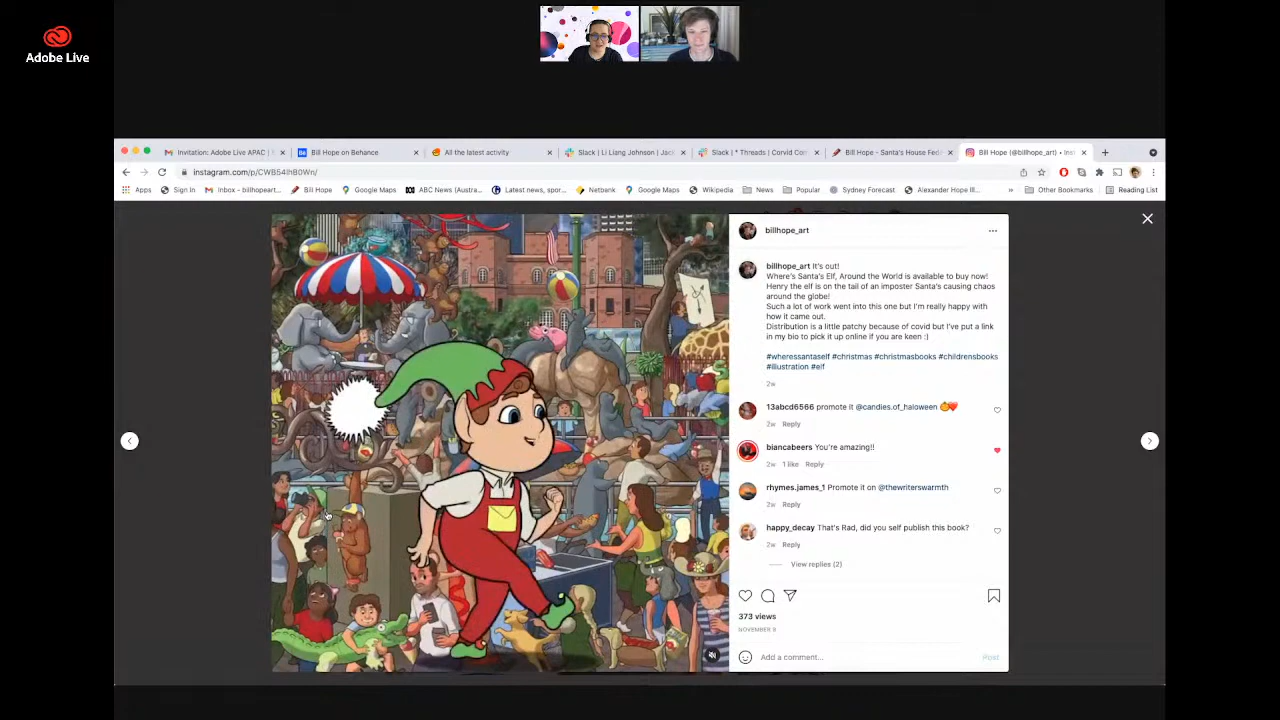 Adobe Live
Invitation: Adobe Live APAC |
Bill Hope on Behance
All the latest activity
Slack | Li Liang Johnson | Jac
Slack | * Threads | Corvid Cor
Bill Hope - Santa's House Fede
Bill Hope (@billhope_art) • Inst
instagram.com/p/CWB54lhB0Wn/
Apps
Sign In
Inbox - billhopeart...
Bill Hope
Google Maps
ABC News (Austra...
Latest news, spor...
Netbank
Google Maps
Wikipedia
News
Popular
Sydney Forecast
Alexander Hope Ill...
»
Other Bookmarks
Reading List
billhope_art
billhope_art It's out!
Where's Santa's Elf, Around the World is available to buy now!
Henry the elf is on the tail of an imposter Santa's causing chaos
around the globe!
Such a lot of work went into this one but I'm really happy with
how it came out.
Distribution is a little patchy because of covid but I've put a link
in my bio to pick it up online if you are keen :)
#wheressantaself #christmas #christmasbooks #childrensbooks
#illustration #elf
2w
13abcd6566 promote it @candies.of_haloween 🎃❤️
2w Reply
biancabeers You're amazing!!
2w 1 like Reply
rhymes.james_1 Promote it on @thewriterswarmth
2w Reply
happy_decay That's Rad, did you self publish this book?
2w Reply
View replies (2)
373 views
NOVEMBER 9
Add a comment...
Post